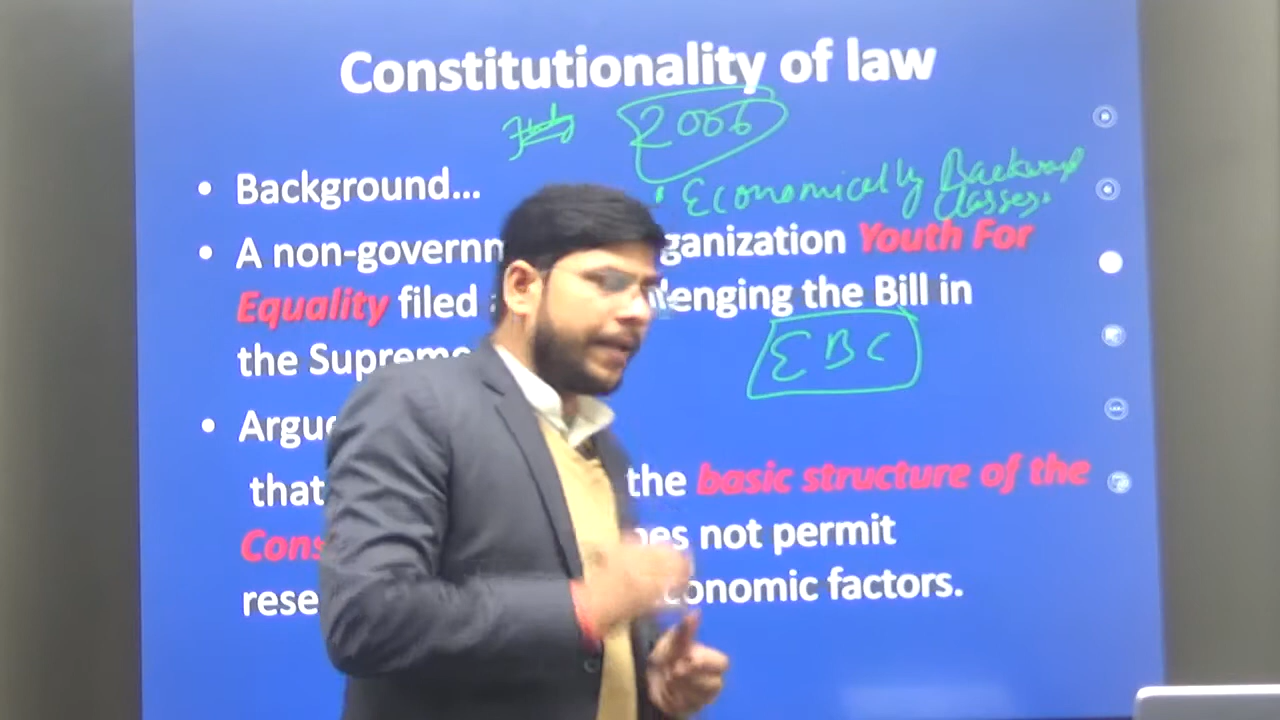 Constitutionality of law
2006
• Background...
• Economically Backward
Classes.
• A non-governm ganization Youth For
Equality filed lenging the Bill in
the Supreme
EBC
• Argue
that the basic structure of the
Cons es not permit
rese conomic factors.